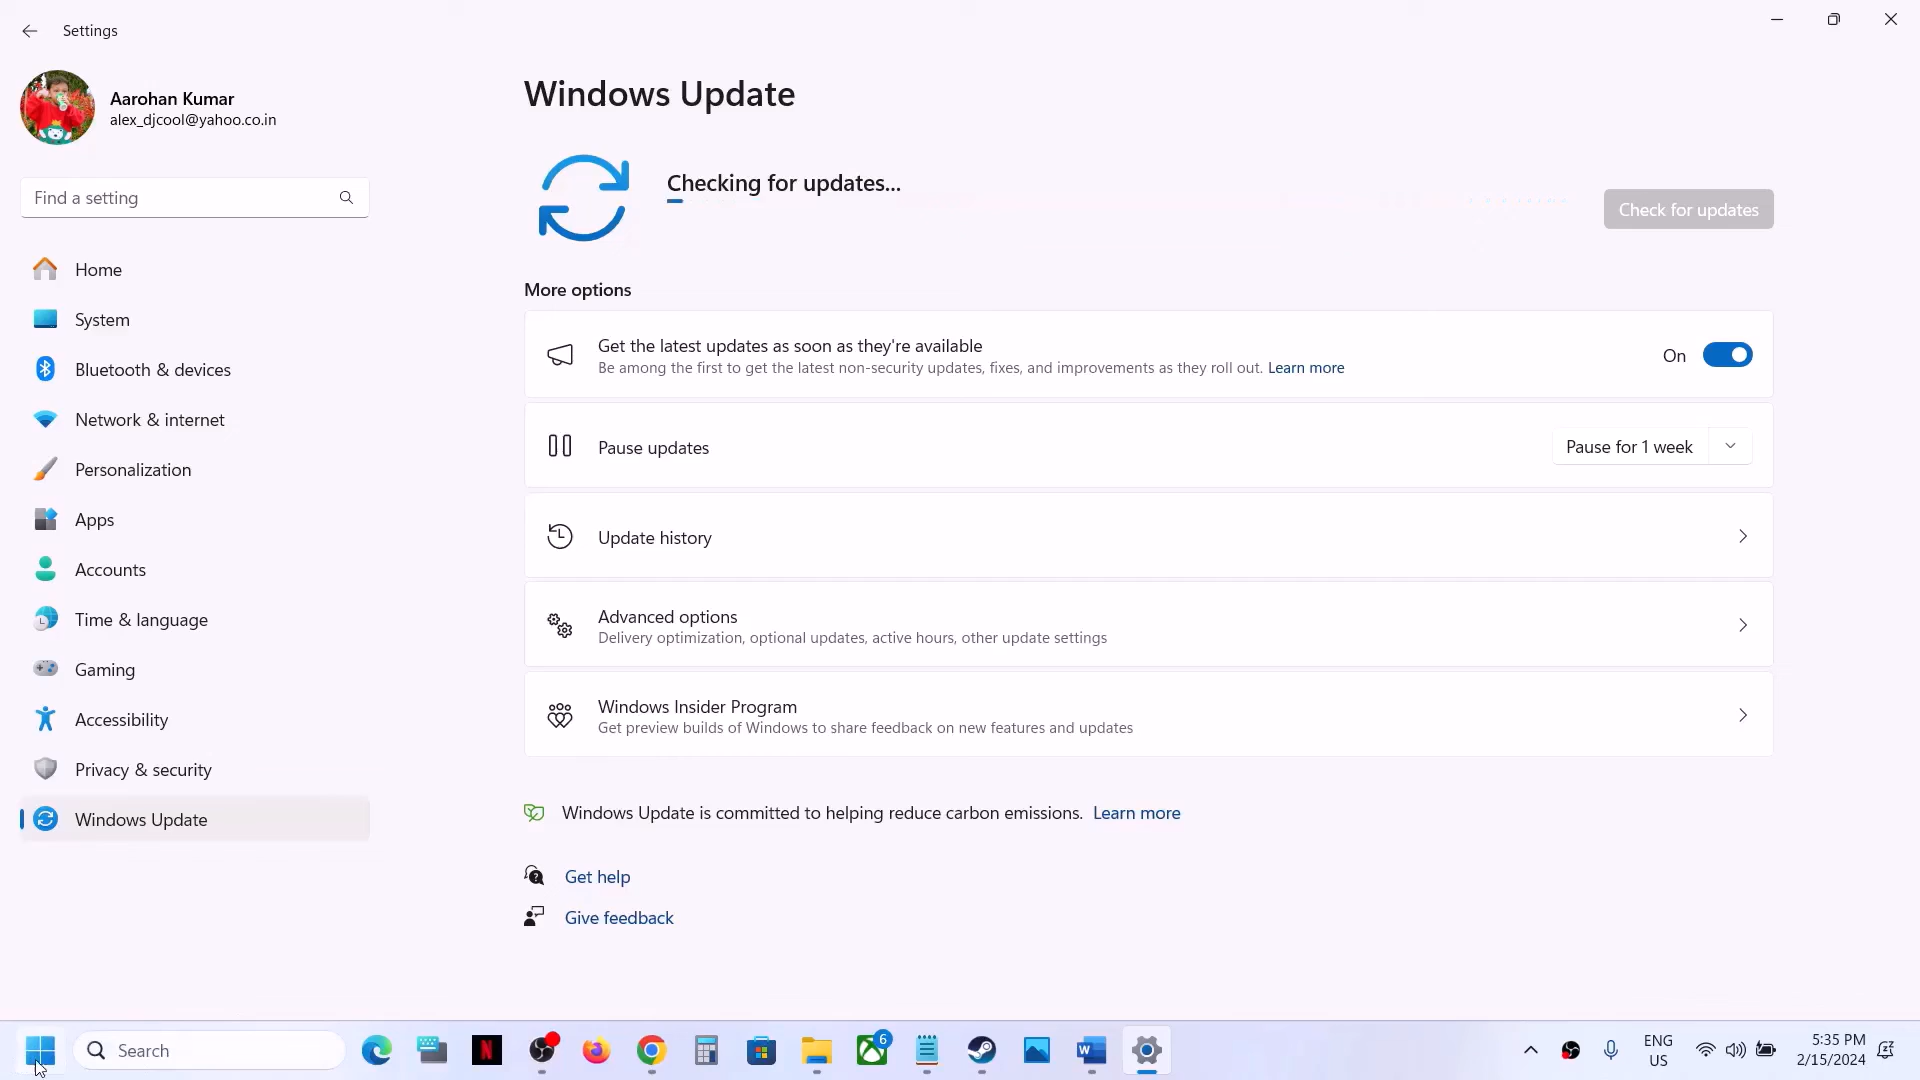 Settings
Aarohan Kumar
alex_djcool@yahoo.co.in
Find a setting
Home
System
Bluetooth & devices
Network & internet
Personalization
Apps
Accounts
Time & language
Gaming
Accessibility
Privacy & security
Windows Update
Windows Update
Checking for updates...
Check for updates
More options
Get the latest updates as soon as they're available
Be among the first to get the latest non-security updates, fixes, and improvements as they roll out. Learn more
On
Pause updates
Pause for 1 week
Update history
Advanced options
Delivery optimization, optional updates, active hours, other update settings
Windows Insider Program
Get preview builds of Windows to share feedback on new features and updates
Windows Update is committed to helping reduce carbon emissions. Learn more
Get help
Give feedback
Search
N
6
W
ENG
US
5:35 PM
2/15/2024